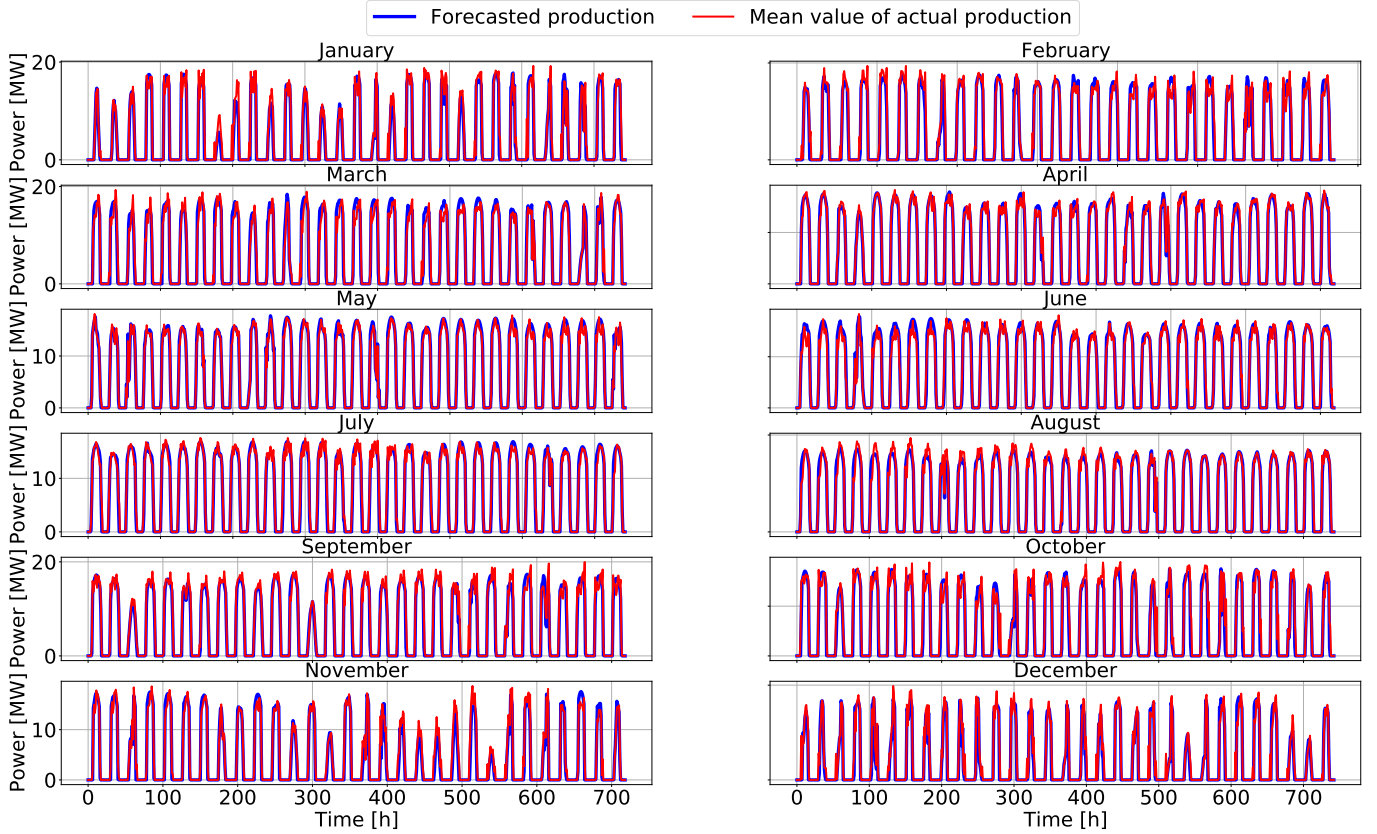 Forecasted production Mean value of actual production
January February
Power [MW] 20
0
March April
Power [MW] 20
0
May June
Power [MW] 10
0
July August
Power [MW] 10
0
September October
Power [MW] 20
0
November December
Power [MW] 10
0
0 100 200 300 400 500 600 700 0 100 200 300 400 500 600 700
Time [h] Time [h]